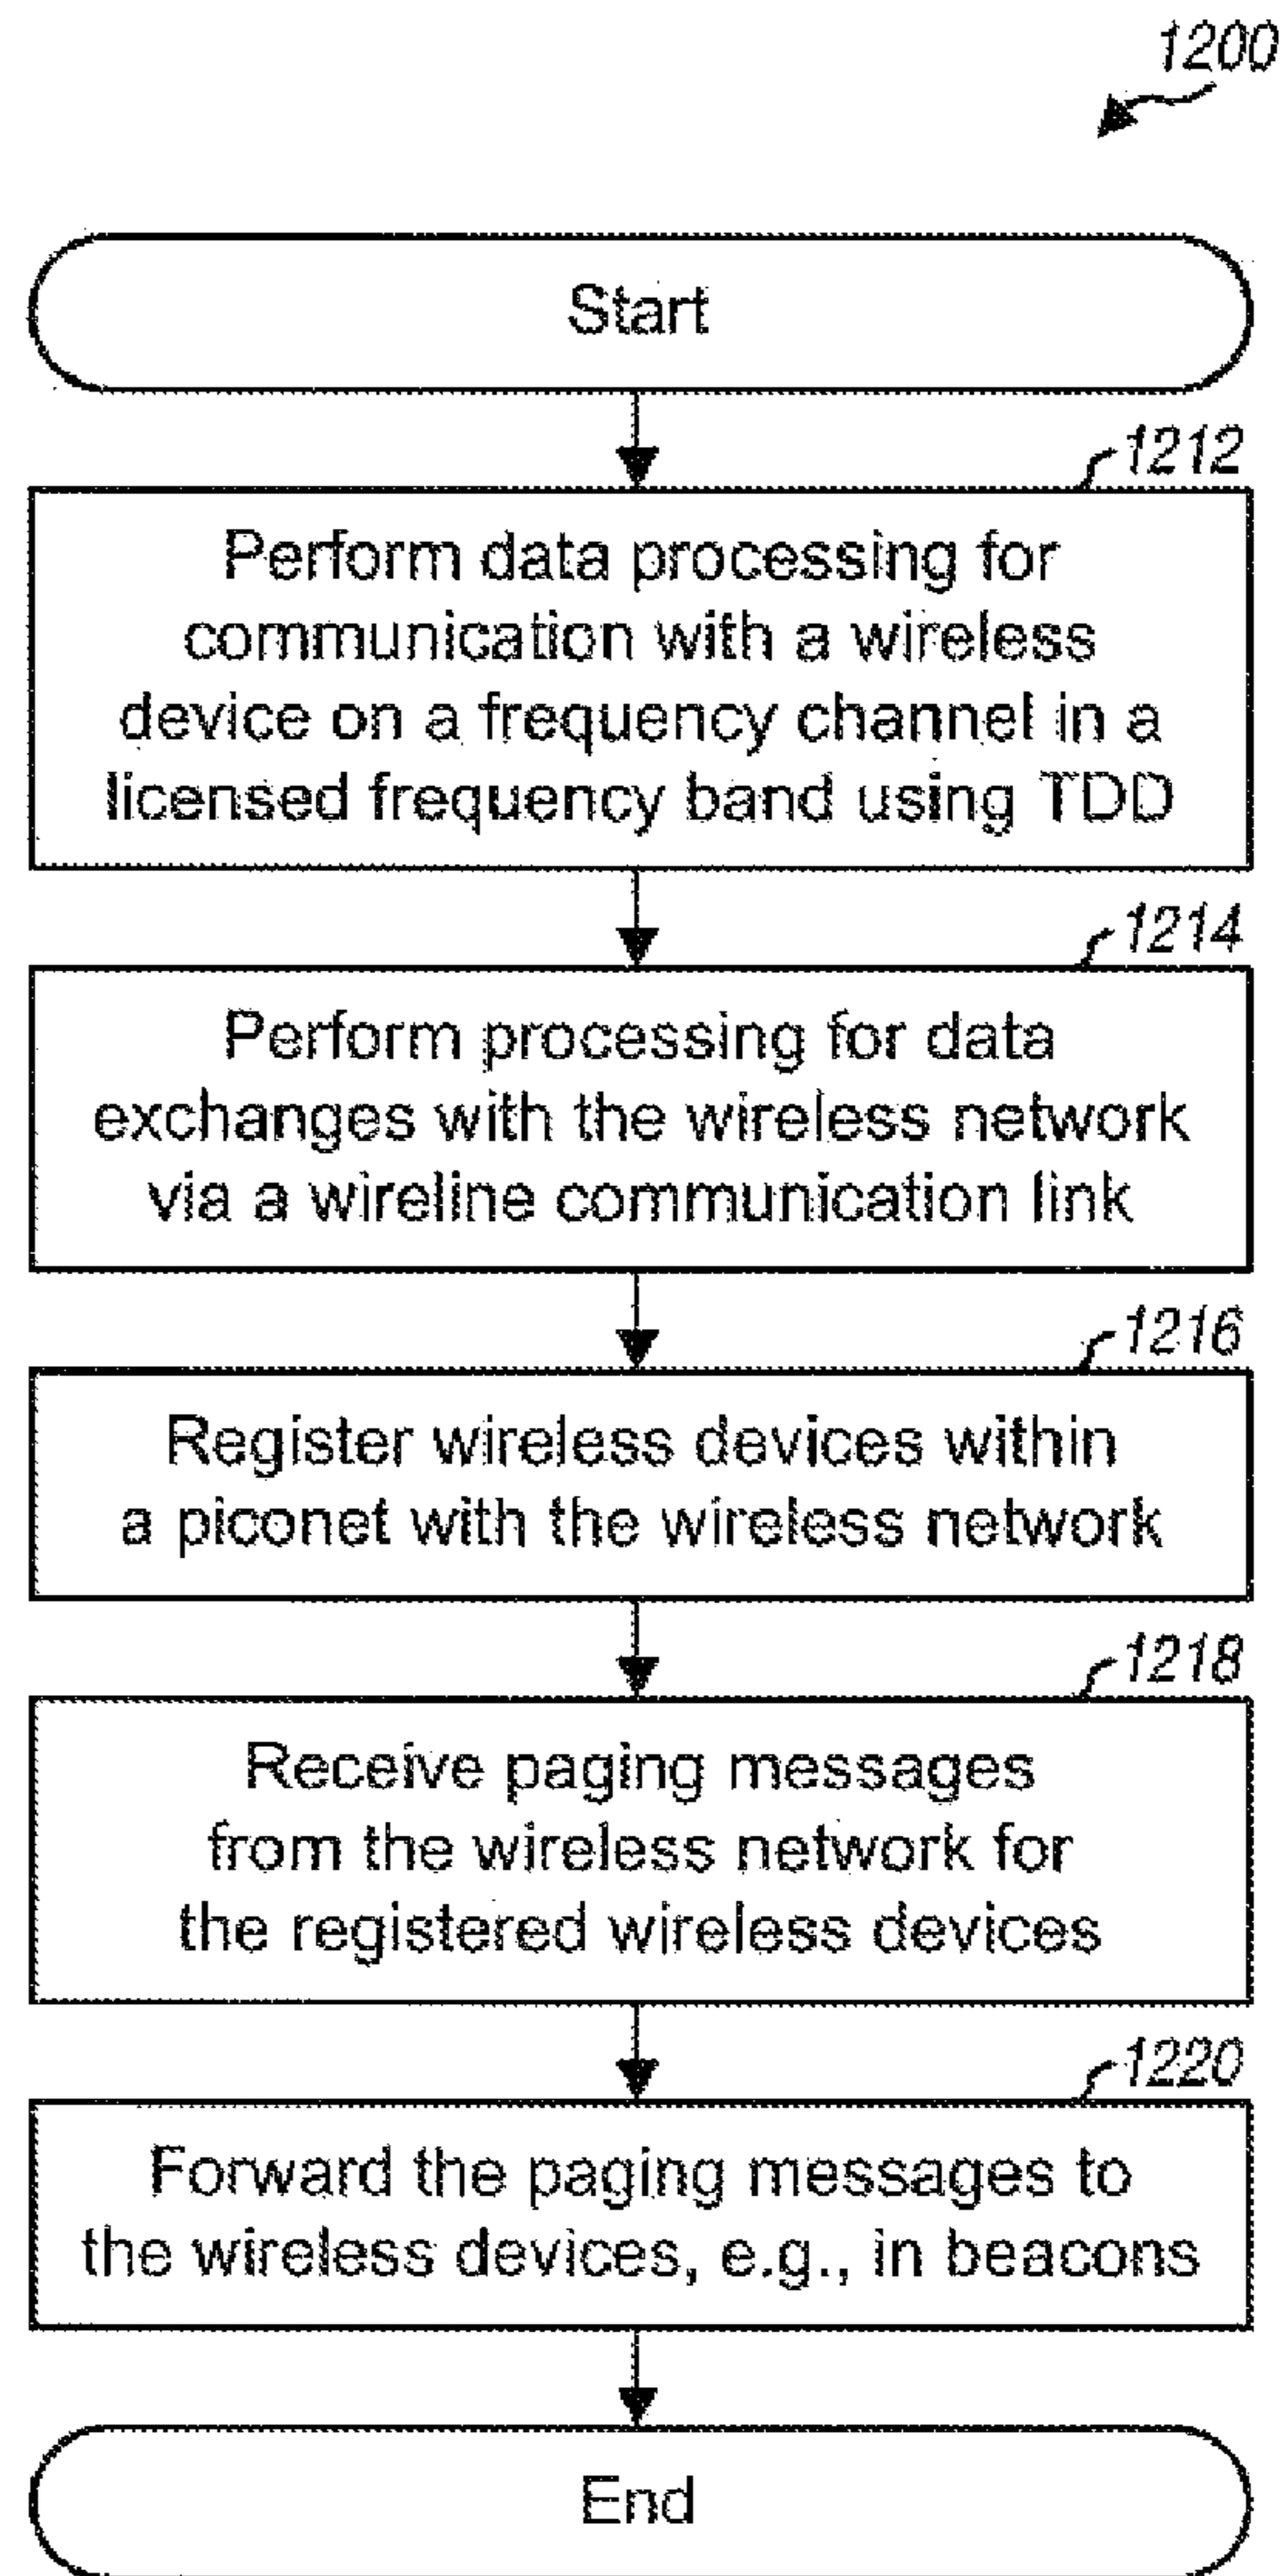 1200
Start
1212
Perform data processing for
communication with a wireless
device on a frequency channel in a
licensed frequency band using TDD
1214
Perform processing for data
exchanges with the wireless network
via a wireline communication link
1216
Register wireless devices within
a piconet with the wireless network
1218
Receive paging messages
from the wireless network for
the registered wireless devices
1220
Forward the paging messages to
the wireless devices, e.g., in beacons
End